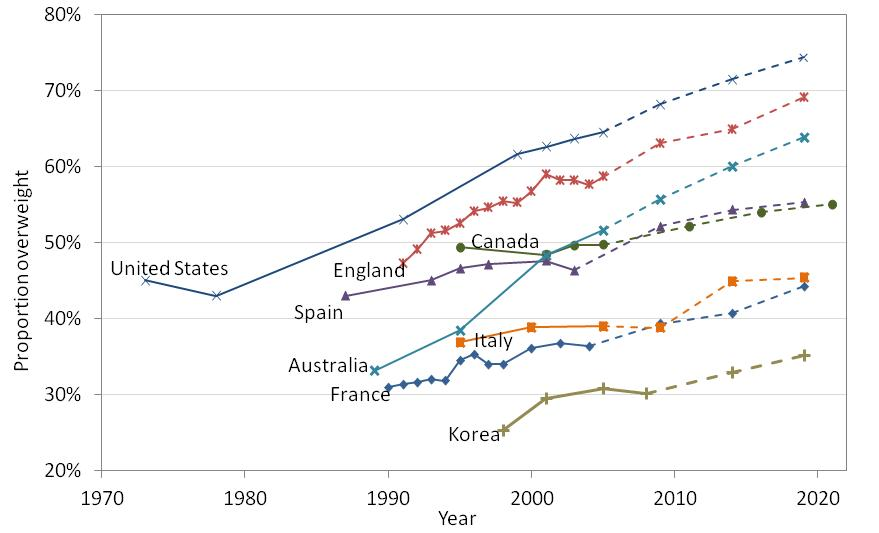 80%
70%
60%
50%
40%
30%
20%
Proportion overweight
United States
England
Canada
Spain
Italy
Australia
France
Korea
1970 1980 1990 2000 2010 2020
Year